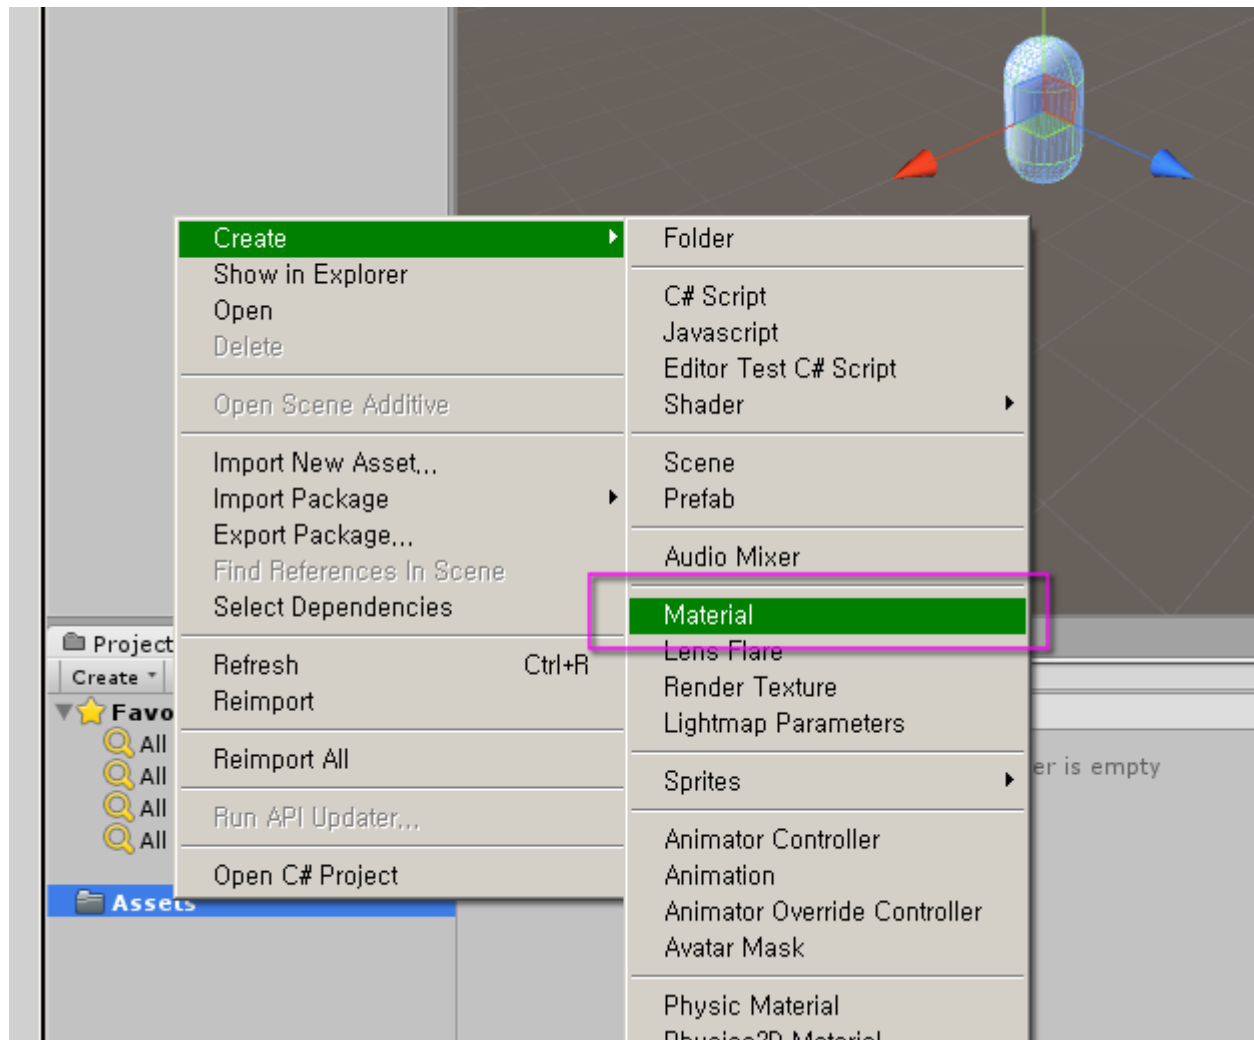 Create
Show in Explorer
Open
Delete
Open Scene Additive
Import New Asset...
Import Package
Export Package...
Find References In Scene
Select Dependencies
Refresh Ctrl+R
Reimport
Reimport All
Run API Updater...
Open C# Project
Folder
C# Script
Javascript
Editor Test C# Script
Shader
Scene
Prefab
Audio Mixer
Material
Lens Flare
Render Texture
Lightmap Parameters
Sprites
Animator Controller
Animation
Animator Override Controller
Avatar Mask
Physic Material
Physics2D Material
Project
Create
Favo
All
All
All
All
Assets
er is empty